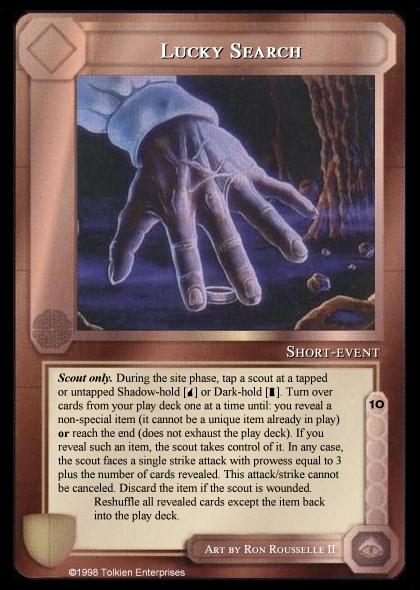 Lucky Search
Short-event
Scout only. During the site phase, tap a scout at a tapped
or untapped Shadow-hold [] or Dark-hold []. Turn over
cards from your play deck one at a time until: you reveal a
non-special item (it cannot be a unique item already in play)
or reach the end (does not exhaust the play deck). If you
reveal such an item, the scout takes control of it. In any case,
the scout faces a single strike attack with prowess equal to 3
plus the number of cards revealed. This attack/strike cannot
be canceled. Discard the item if the scout is wounded.
Reshuffle all revealed cards except the item back
into the play deck.
10
Art by Ron Rousselle II
©1998 Tolkien Enterprises